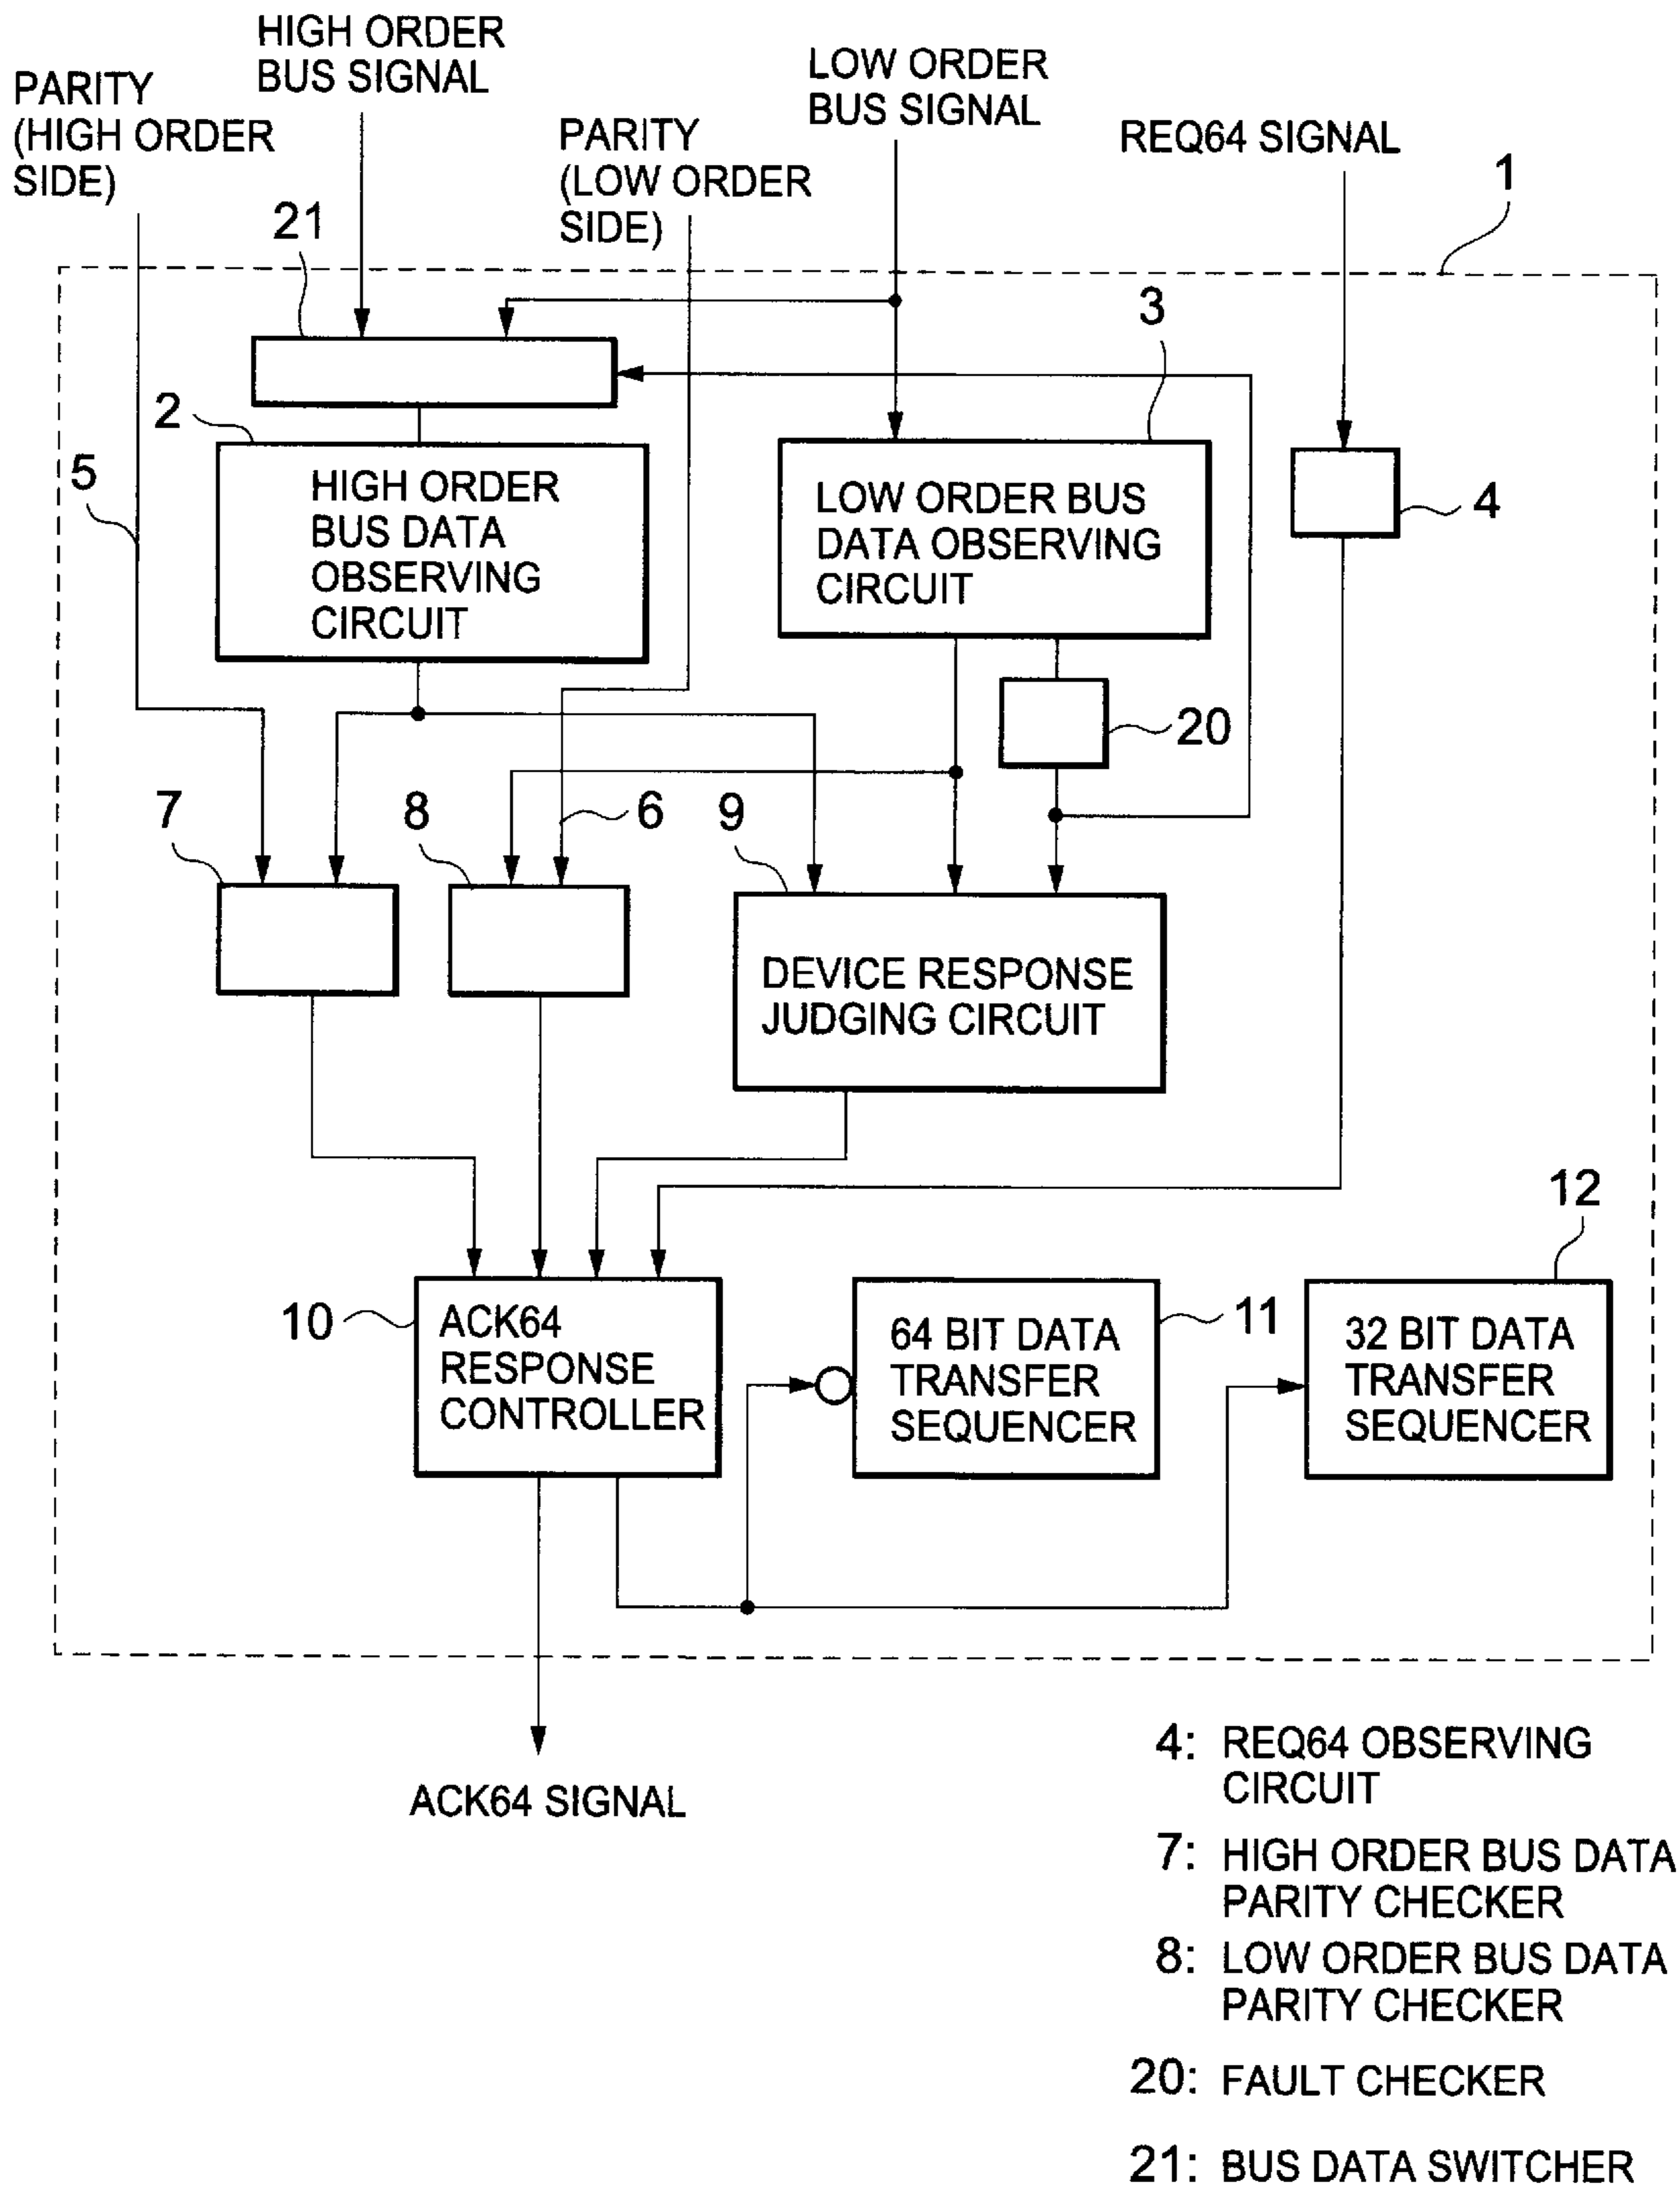 HIGH ORDER
BUS SIGNAL
LOW ORDER
BUS SIGNAL
PARITY
(HIGH ORDER
SIDE)
PARITY
(LOW ORDER
SIDE)
REQ64 SIGNAL
1
21
3
2
5
HIGH ORDER
BUS DATA
OBSERVING
CIRCUIT
LOW ORDER BUS
DATA OBSERVING
CIRCUIT
4
20
7
8
6
9
DEVICE RESPONSE
JUDGING CIRCUIT
12
10
ACK64
RESPONSE
CONTROLLER
64 BIT DATA
TRANSFER
SEQUENCER
11
32 BIT DATA
TRANSFER
SEQUENCER
ACK64 SIGNAL
4: REQ64 OBSERVING
CIRCUIT
7: HIGH ORDER BUS DATA
PARITY CHECKER
8: LOW ORDER BUS DATA
PARITY CHECKER
20: FAULT CHECKER
21: BUS DATA SWITCHER